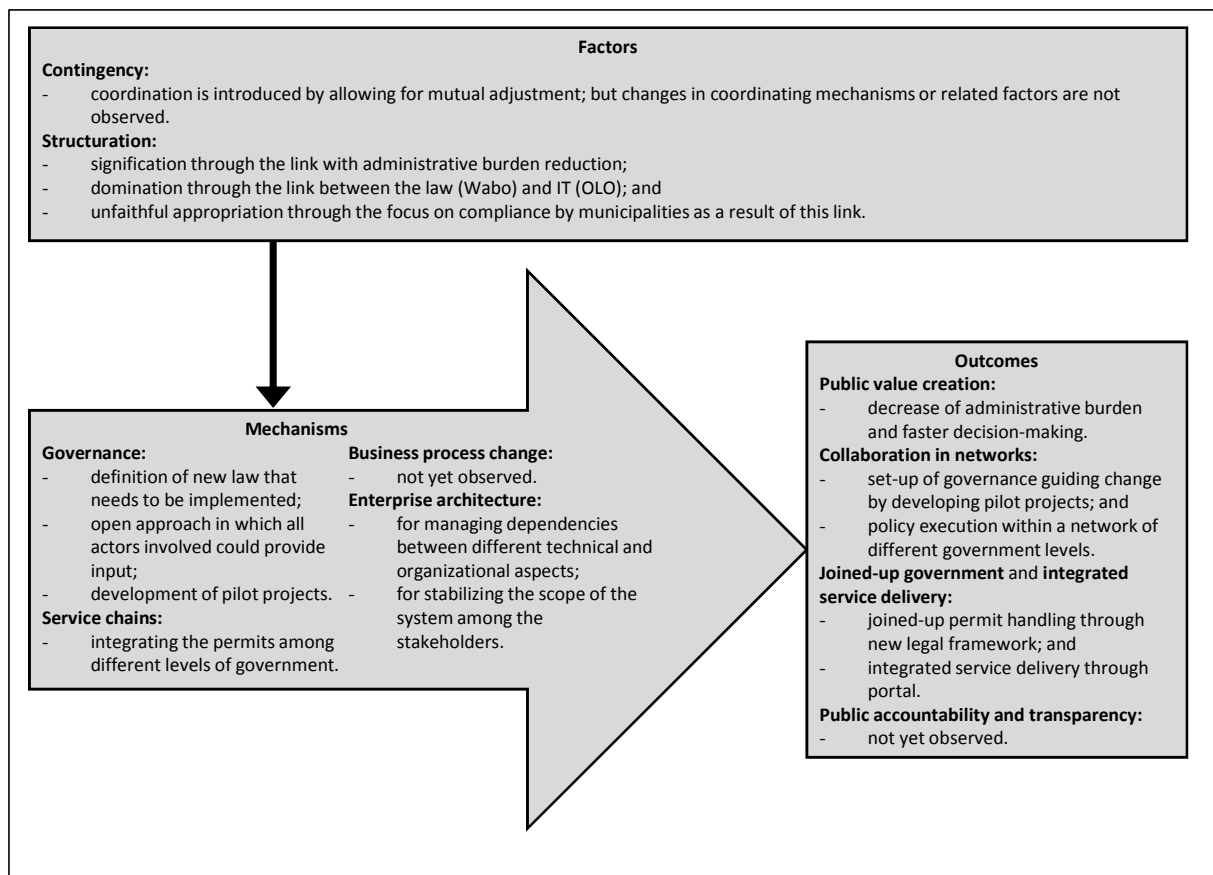 Factors
Contingency:
- coordination is introduced by allowing for mutual adjustment; but changes in coordinating mechanisms or related factors are not
observed.
Structuration:
- signification through the link with administrative burden reduction;
- domination through the link between the law (Wabo) and IT (OLO); and
- unfaithful appropriation through the focus on compliance by municipalities as a result of this link.
Mechanisms
Governance:
- definition of new law that
needs to be implemented;
- open approach in which all
actors involved could provide
input;
- development of pilot projects.
Service chains:
- integrating the permits among
different levels of government.
Business process change:
- not yet observed.
Enterprise architecture:
- for managing dependencies
between different technical and
organizational aspects;
- for stabilizing the scope of the
system among the
stakeholders.
Outcomes
Public value creation:
- decrease of administrative burden
and faster decision-making.
Collaboration in networks:
- set-up of governance guiding change
by developing pilot projects; and
- policy execution within a network of
different government levels.
Joined-up government and integrated
service delivery:
- joined-up permit handling through
new legal framework; and
- integrated service delivery through
portal.
Public accountability and transparency:
- not yet observed.